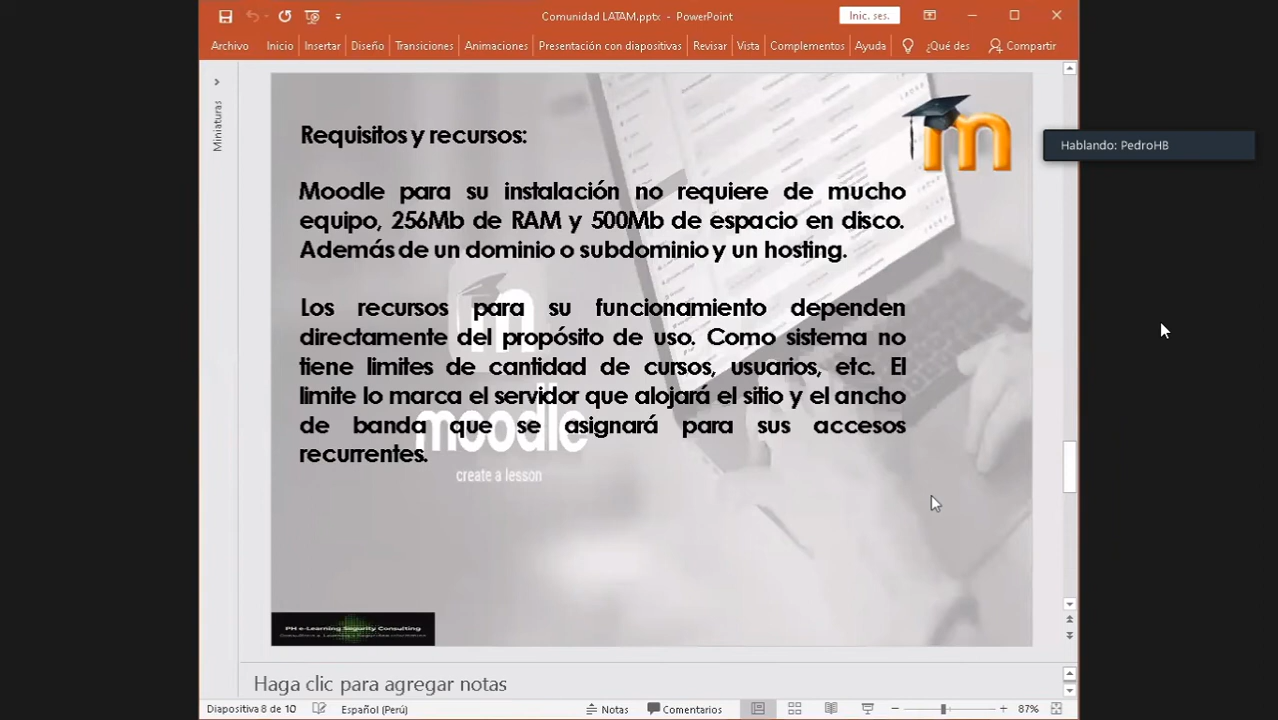 Comunidad LATAM.pptx - PowerPoint
Inic. ses.
Archivo Inicio Insertar Diseño Transiciones Animaciones Presentación con diapositivas Revisar Vista Complementos Ayuda ¿Qué des Compartir
Miniaturas
Hablando: PedroHB
Requisitos y recursos:
Moodle para su instalación no requiere de mucho
equipo, 256Mb de RAM y 500Mb de espacio en disco.
Además de un dominio o subdominio y un hosting.
Los recursos para su funcionamiento dependen
directamente del propósito de uso. Como sistema no
tiene limites de cantidad de cursos, usuarios, etc. El
limite lo marca el servidor que alojará el sitio y el ancho
de banda que se asignará para sus accesos
recurrentes.
m
m
moodle
create a lesson
PH e-Learning Security Consulting
Haga clic para agregar notas
Diapositiva 8 de 10 Español (Perú) Notas Comentarios 87%